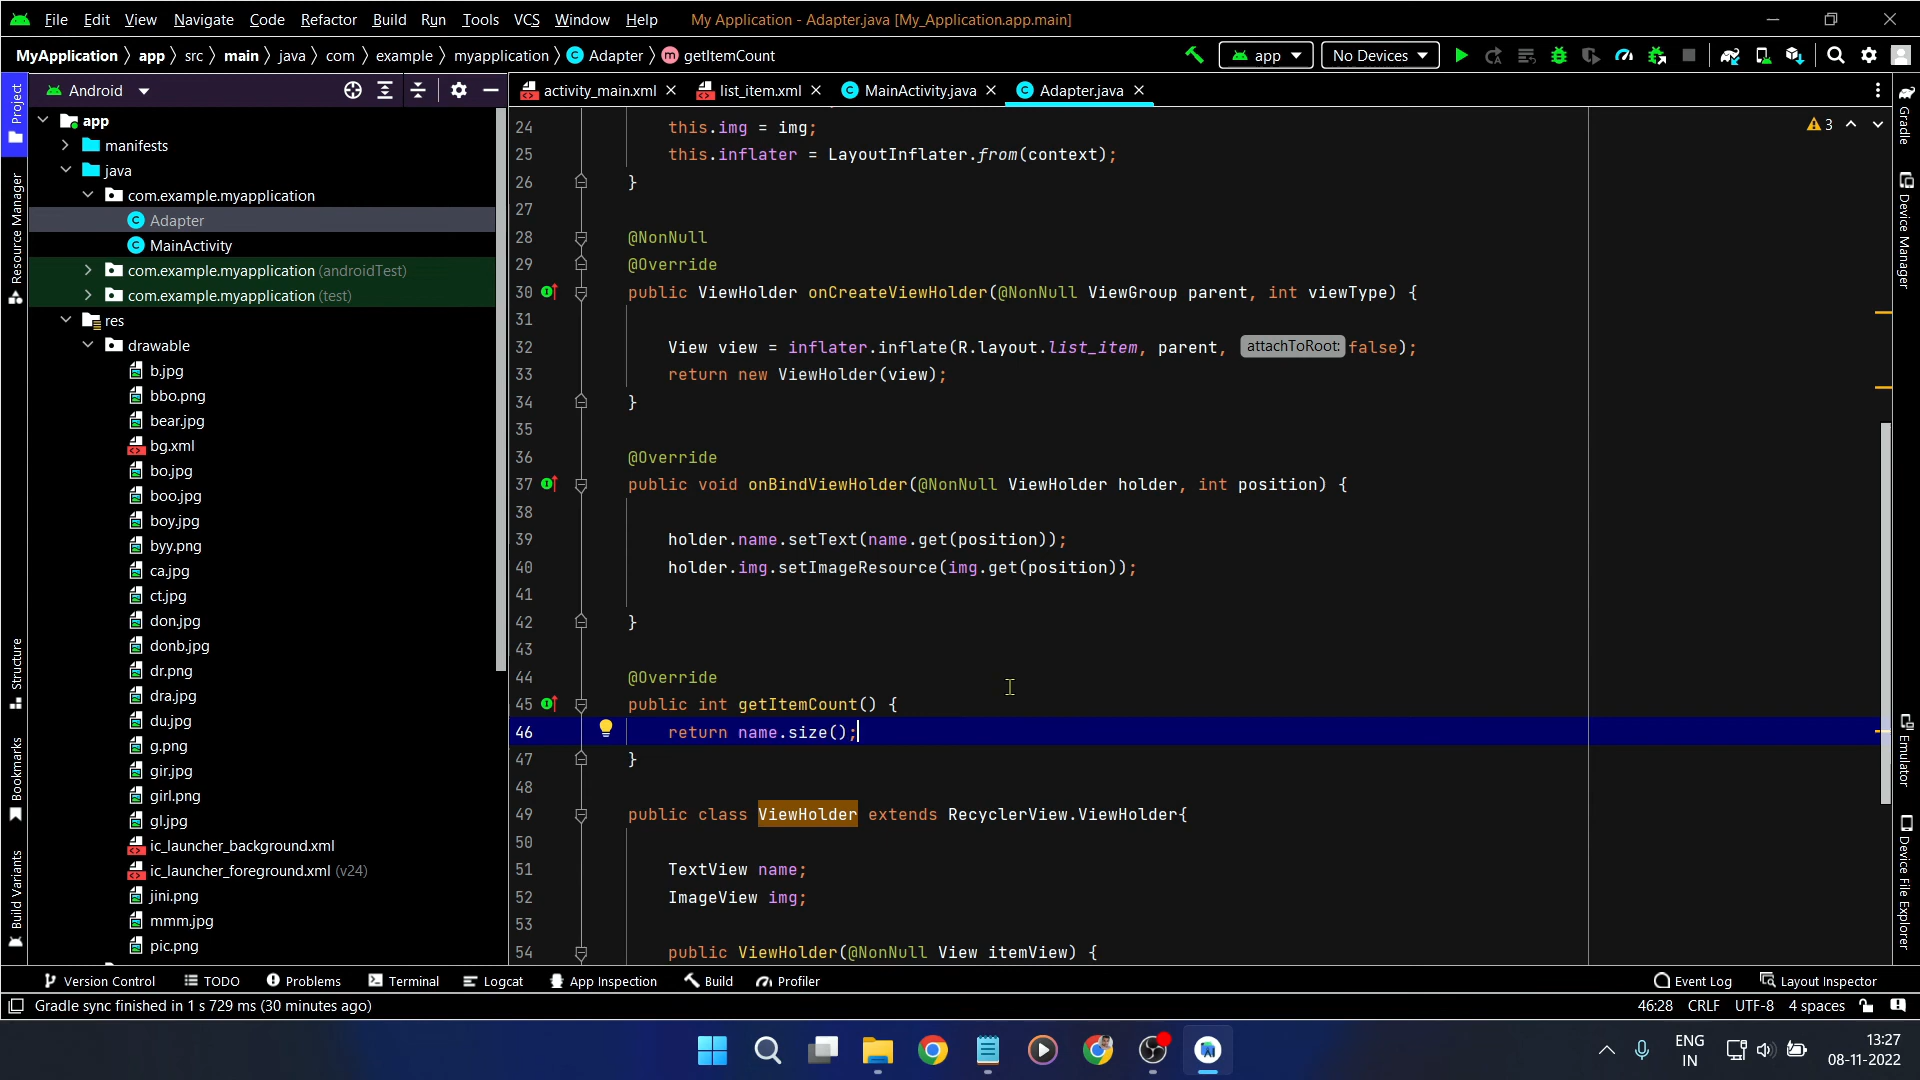 File Edit View Navigate Code Refactor Build Run Tools VCS Window Help My Application - Adapter.java [My_Application.app.main]
MyApplication app src main java com example myapplication Adapter getItemCount app No Devices
Android activity_main.xml list_item.xml MainActivity.java Adapter.java
Project
Resource Manager
Structure
Bookmarks
Build Variants
app
manifests
java
com.example.myapplication
Adapter
MainActivity
com.example.myapplication (androidTest)
com.example.myapplication (test)
res
drawable
b.jpg
bbo.png
bear.jpg
bg.xml
bo.jpg
boo.jpg
boy.jpg
byy.png
ca.jpg
ct.jpg
don.jpg
donb.jpg
dr.png
dra.jpg
du.jpg
g.png
gir.jpg
girl.png
gl.jpg
ic_launcher_background.xml
ic_launcher_foreground.xml (v24)
jini.png
mmm.jpg
pic.png
24 this.img = img;
25 this.inflater = LayoutInflater.from(context);
26 }
27
28 @NonNull
29 @Override
30 public ViewHolder onCreateViewHolder(@NonNull ViewGroup parent, int viewType) {
31
32 View view = inflater.inflate(R.layout.list_item, parent, attachToRoot: false);
33 return new ViewHolder(view);
34 }
35
36 @Override
37 public void onBindViewHolder(@NonNull ViewHolder holder, int position) {
38
39 holder.name.setText(name.get(position));
40 holder.img.setImageResource(img.get(position));
41
42 }
43
44 @Override
45 public int getItemCount() {
46 return name.size();
47 }
48
49 public class ViewHolder extends RecyclerView.ViewHolder{
50
51 TextView name;
52 ImageView img;
53
54 public ViewHolder(@NonNull View itemView) {
3
Gradle
Device Manager
Emulator
Device File Explorer
Version Control TODO Problems Terminal Logcat App Inspection Build Profiler Event Log Layout Inspector
Gradle sync finished in 1 s 729 ms (30 minutes ago) 46:28 CRLF UTF-8 4 spaces
ENG
IN
13:27
08-11-2022